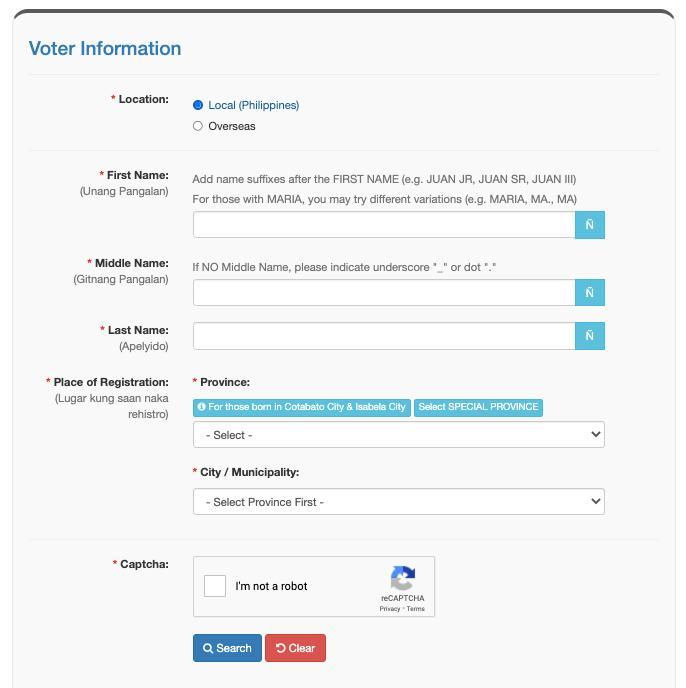 Voter Information
* Location:
Local (Philippines)
Overseas
* First Name:
(Unang Pangalan)
Add name suffixes after the FIRST NAME (e.g. JUAN JR, JUAN SR, JUAN III)
For those with MARIA, you may try different variations (e.g. MARIA, MA., MA)
Ñ
* Middle Name:
(Gitnang Pangalan)
If NO Middle Name, please indicate underscore "_" or dot "."
Ñ
* Last Name:
(Apelyido)
Ñ
* Place of Registration:
(Lugar kung saan naka
rehistro)
* Province:
For those born in Cotabato City & Isabela City
Select SPECIAL PROVINCE
- Select -
* City / Municipality:
- Select Province First -
* Captcha:
I'm not a robot
reCAPTCHA
Privacy - Terms
Search
Clear